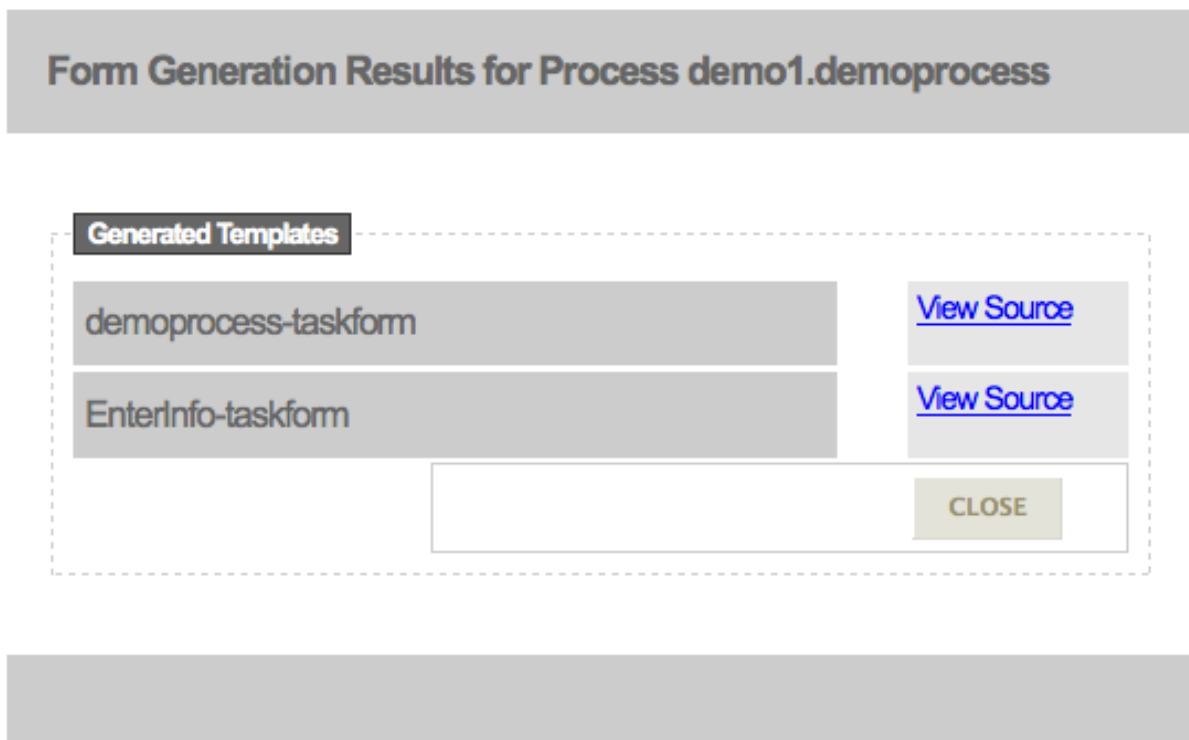 Form Generation Results for Process demo1.demoprocess
Generated Templates
demoprocess-taskform View Source
EnterInfo-taskform View Source
CLOSE